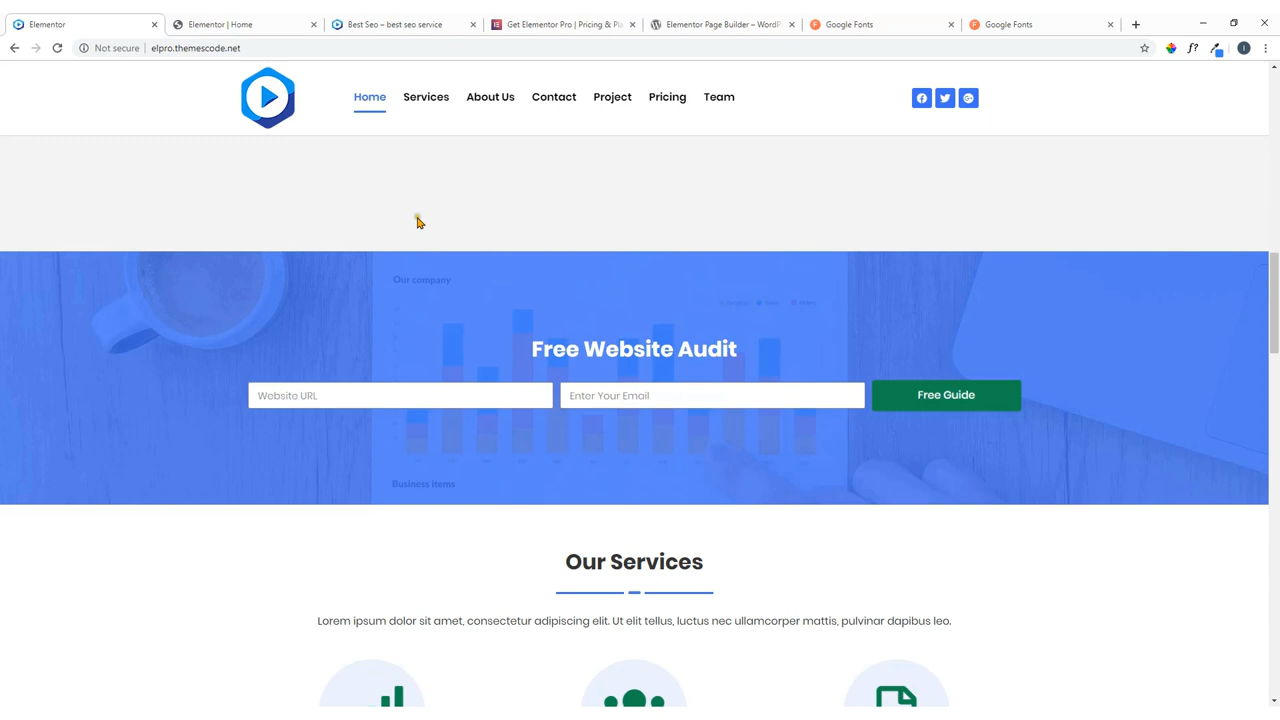 Elementor
Elementor | Home
Best Seo – best seo service
Get Elementor Pro | Pricing & Pl
Elementor Page Builder – WordP
Google Fonts
Google Fonts
Not secure
elpro.themescode.net
f?
I
Home
Services
About Us
Contact
Project
Pricing
Team
Our company
Free Website Audit
Website URL
Enter Your Email
Free Guide
Business items
Our Services
Lorem ipsum dolor sit amet, consectetur adipiscing elit. Ut elit tellus, luctus nec ullamcorper mattis, pulvinar dapibus leo.